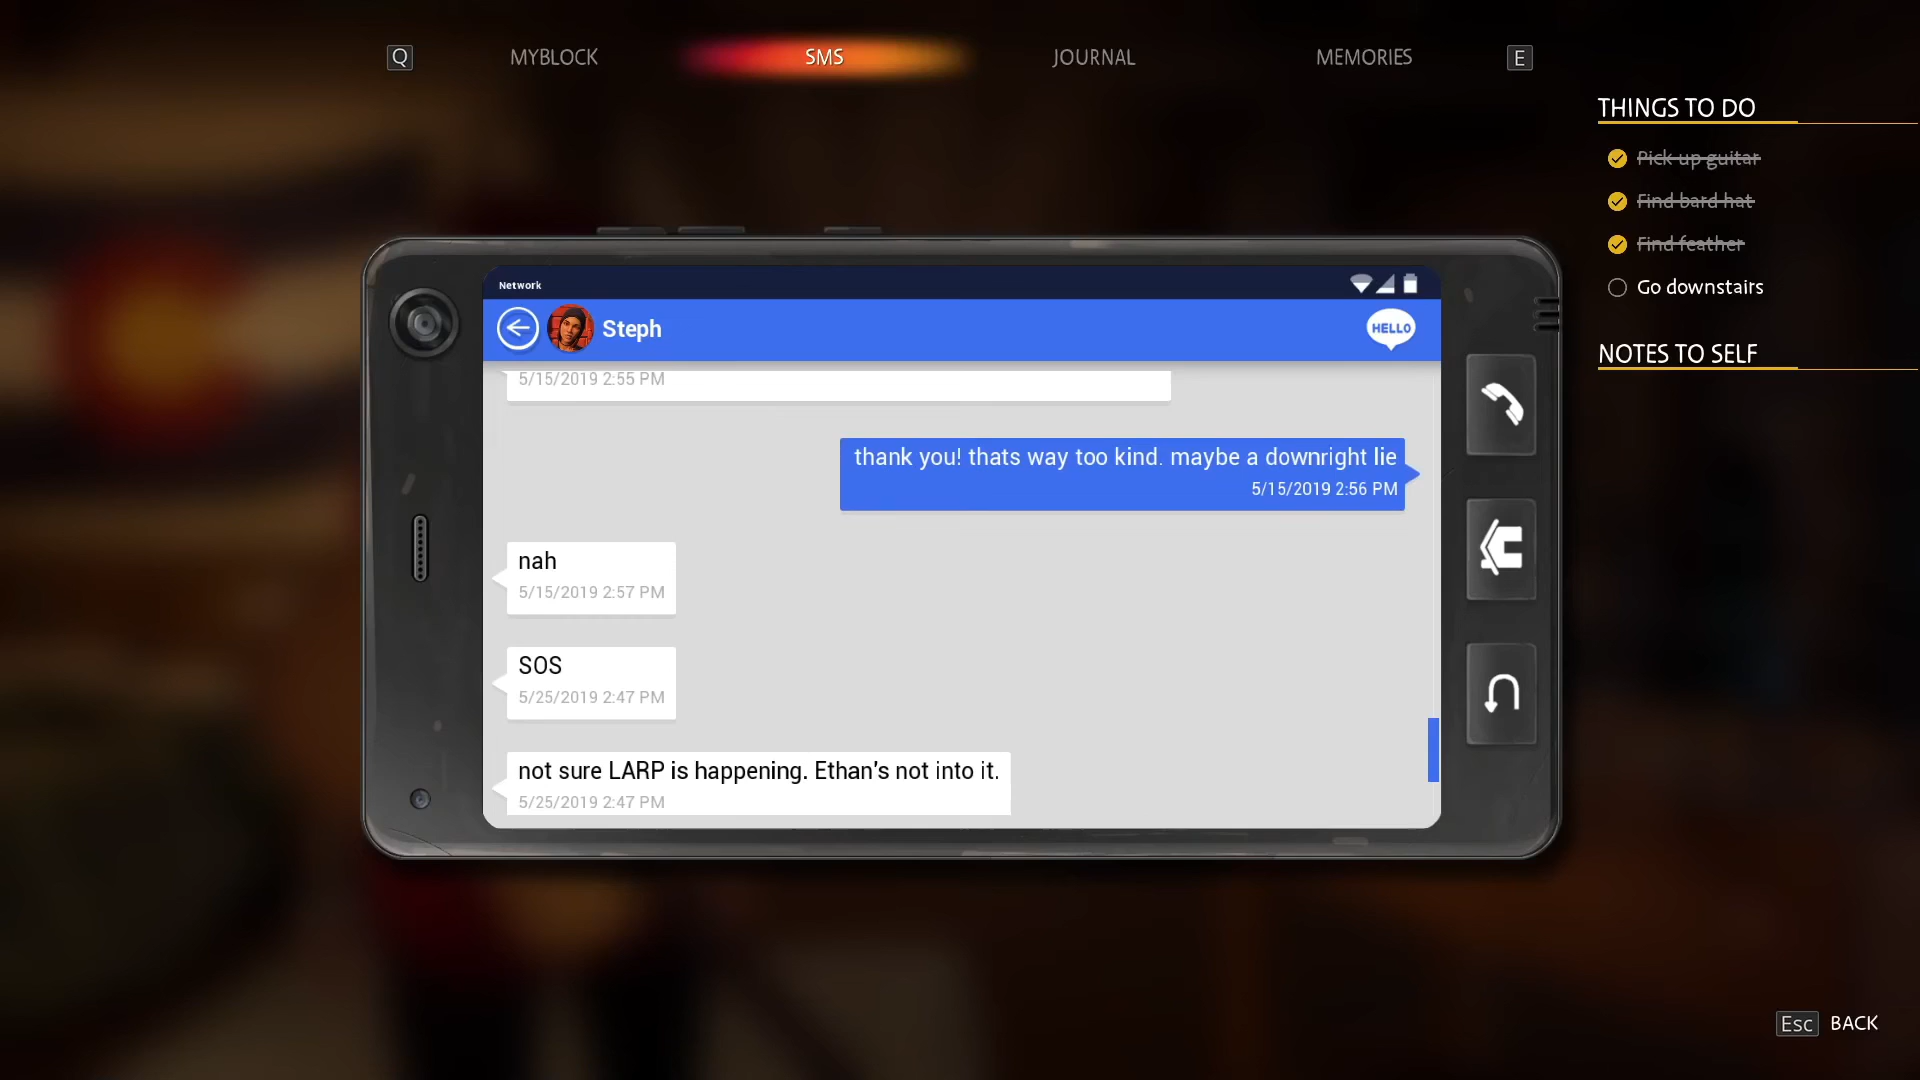 Q
MYBLOCK
SMS
JOURNAL
MEMORIES
E
THINGS TO DO
Pick up guitar
Find bard hat
Find feather
Go downstairs
NOTES TO SELF
Network
Steph
HELLO
5/15/2019 2:55 PM
thank you! thats way too kind. maybe a downright lie
5/15/2019 2:56 PM
nah
5/15/2019 2:57 PM
SOS
5/25/2019 2:47 PM
not sure LARP is happening. Ethan's not into it.
5/25/2019 2:47 PM
Esc BACK